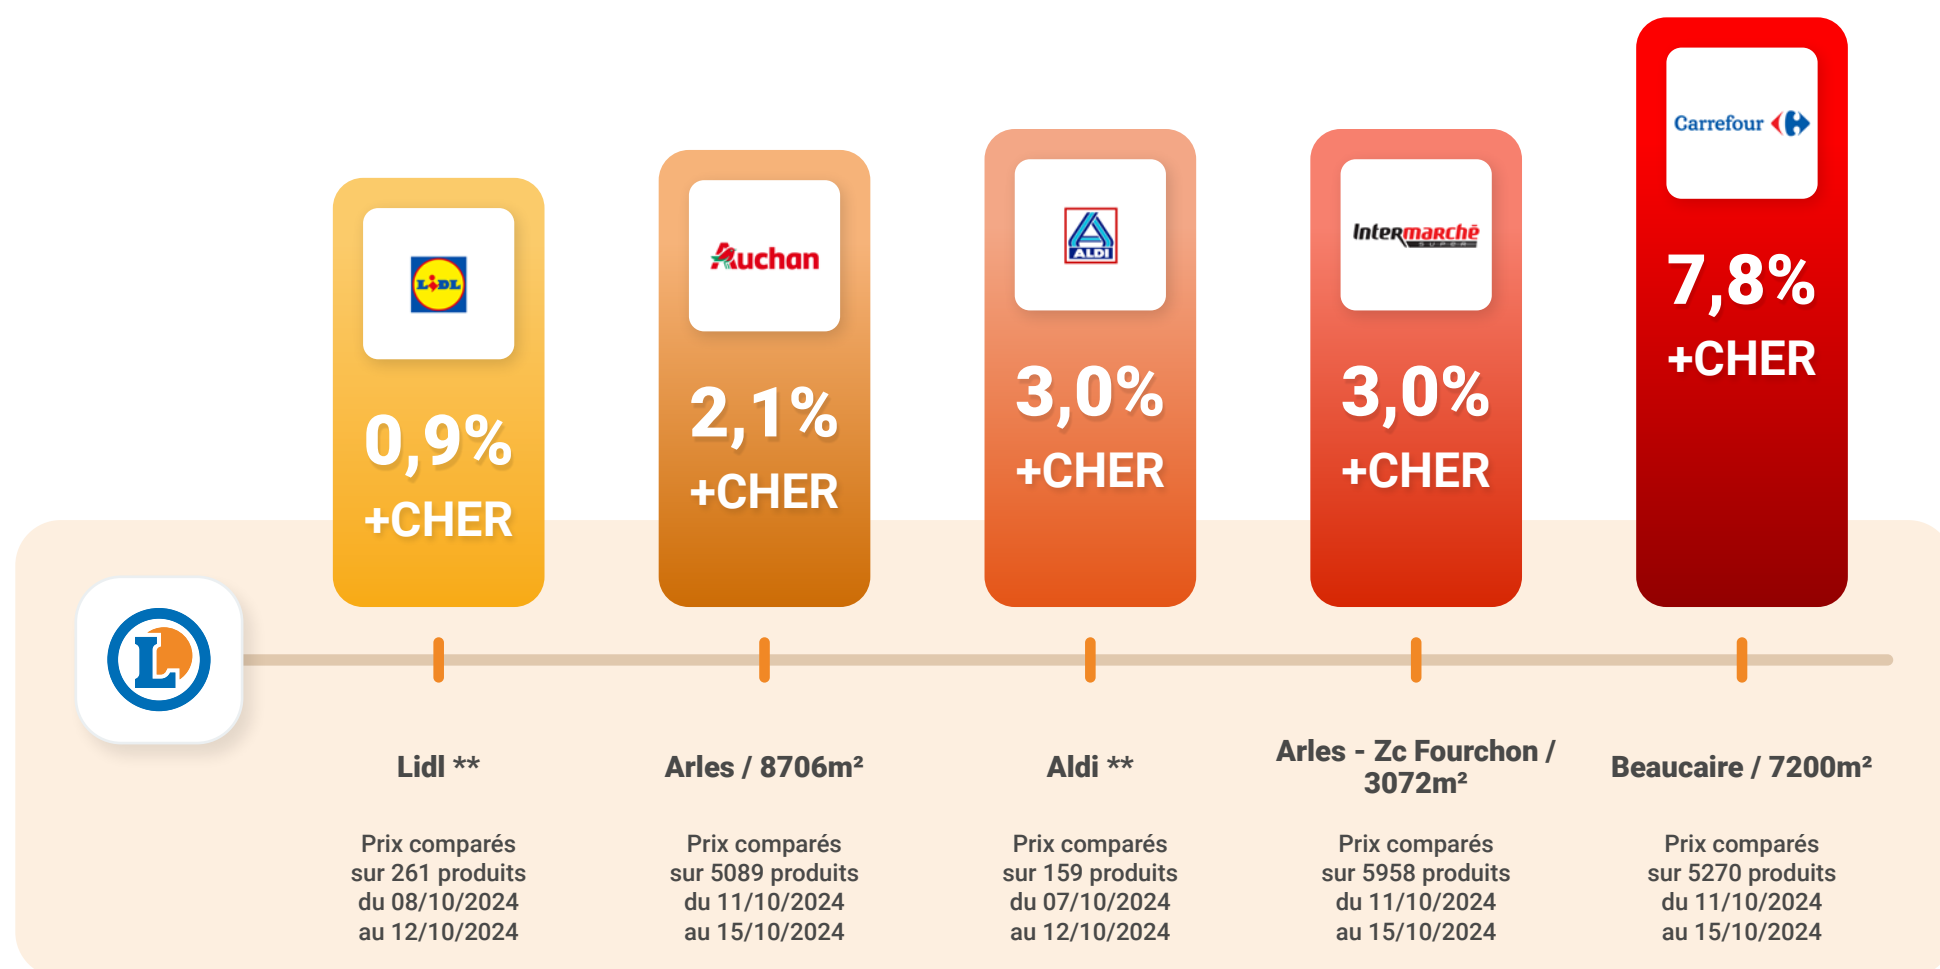 LIDL
0,9%
+CHER
Auchan
2,1%
+CHER
ALDI
3,0%
+CHER
Intermarché
SUPER
3,0%
+CHER
Carrefour
7,8%
+CHER
L
Lidl **
Prix comparés
sur 261 produits
du 08/10/2024
au 12/10/2024
Arles / 8706m²
Prix comparés
sur 5089 produits
du 11/10/2024
au 15/10/2024
Aldi **
Prix comparés
sur 159 produits
du 07/10/2024
au 12/10/2024
Arles - Zc Fourchon /
3072m²
Prix comparés
sur 5958 produits
du 11/10/2024
au 15/10/2024
Beaucaire / 7200m²
Prix comparés
sur 5270 produits
du 11/10/2024
au 15/10/2024